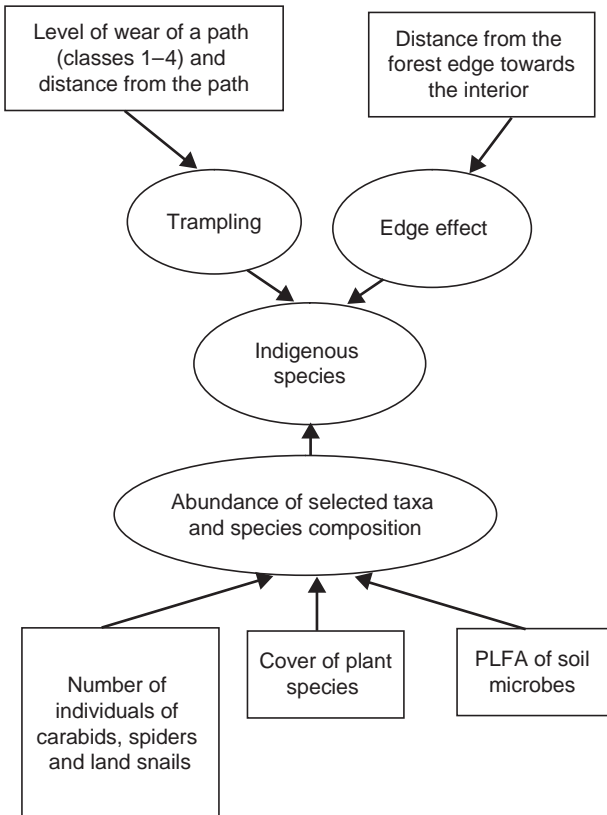 Level of wear of a path
(classes 1–4) and
distance from the path
Distance from the
forest edge towards
the interior
Trampling
Edge effect
Indigenous
species
Abundance of selected taxa
and species composition
Number of
individuals of
carabids, spiders
and land snails
Cover of plant
species
PLFA of soil
microbes